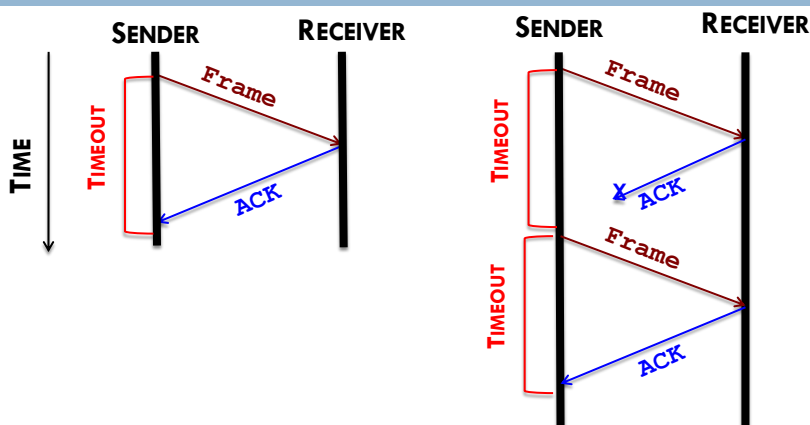 SENDER
RECEIVER
Frame
TIMEOUT
TIME
ACK
SENDER
RECEIVER
Frame
TIMEOUT
X
ACK
Frame
TIMEOUT
ACK